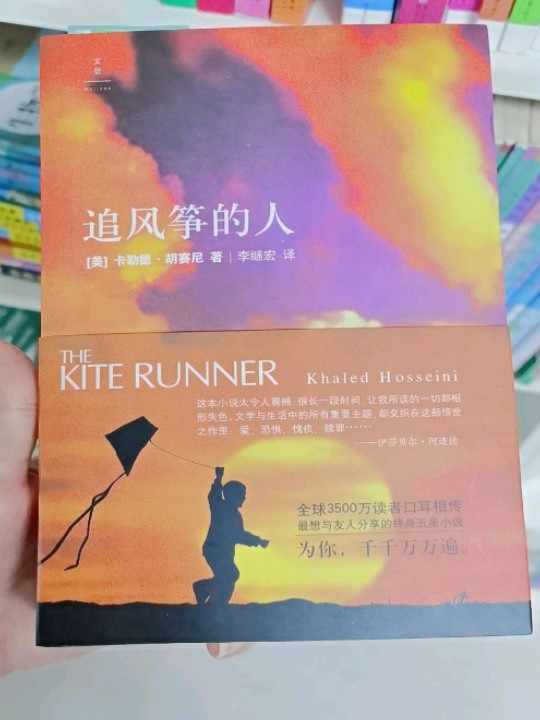 文
景
Horizon
追风筝的人
[美] 卡勒德·胡赛尼 著 | 李继宏 译
THE
KITE RUNNER
Khaled Hosseini
这本小说太令人震撼，很长一段时间，让我所读的一切都相
形失色。文学与生活中的所有重要主题，都交织在这部惊世
之作里：爱、恐惧、愧疚、赎罪……
——伊莎贝尔·阿连德
全球3500万读者口耳相传
最想与友人分享的终身五星小说
为你，千千万万遍。